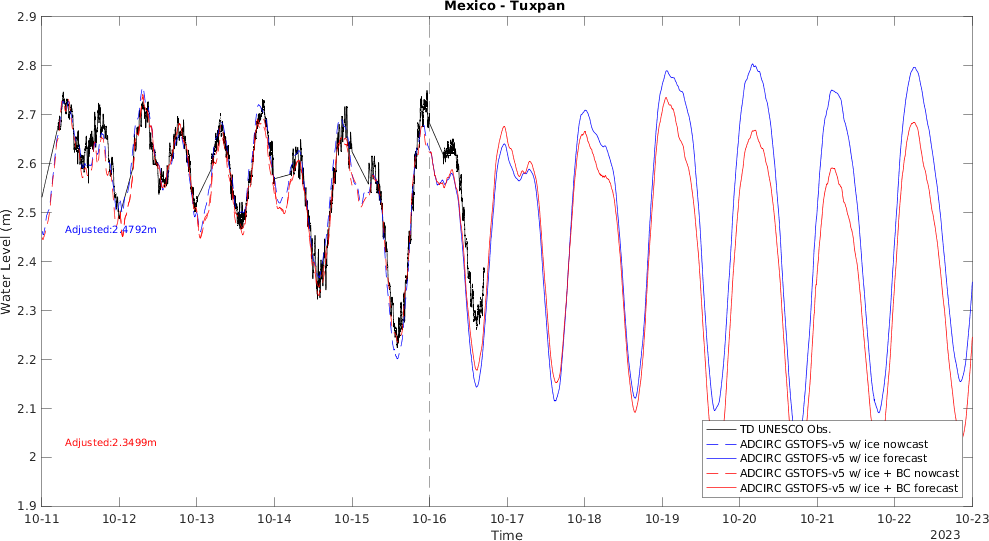 Mexico - Tuxpan
Water Level (m)
2.9
2.8
2.7
2.6
2.5
2.4
2.3
2.2
2.1
2
1.9
Adjusted:2.4792m
Adjusted:2.3499m
TD UNESCO Obs.
ADCIRC GSTOFS-v5 w/ ice nowcast
ADCIRC GSTOFS-v5 w/ ice forecast
ADCIRC GSTOFS-v5 w/ ice + BC nowcast
ADCIRC GSTOFS-v5 w/ ice + BC forecast
10-11 10-12 10-13 10-14 10-15 10-16 10-17 10-18 10-19 10-20 10-21 10-22 10-23
Time
2023